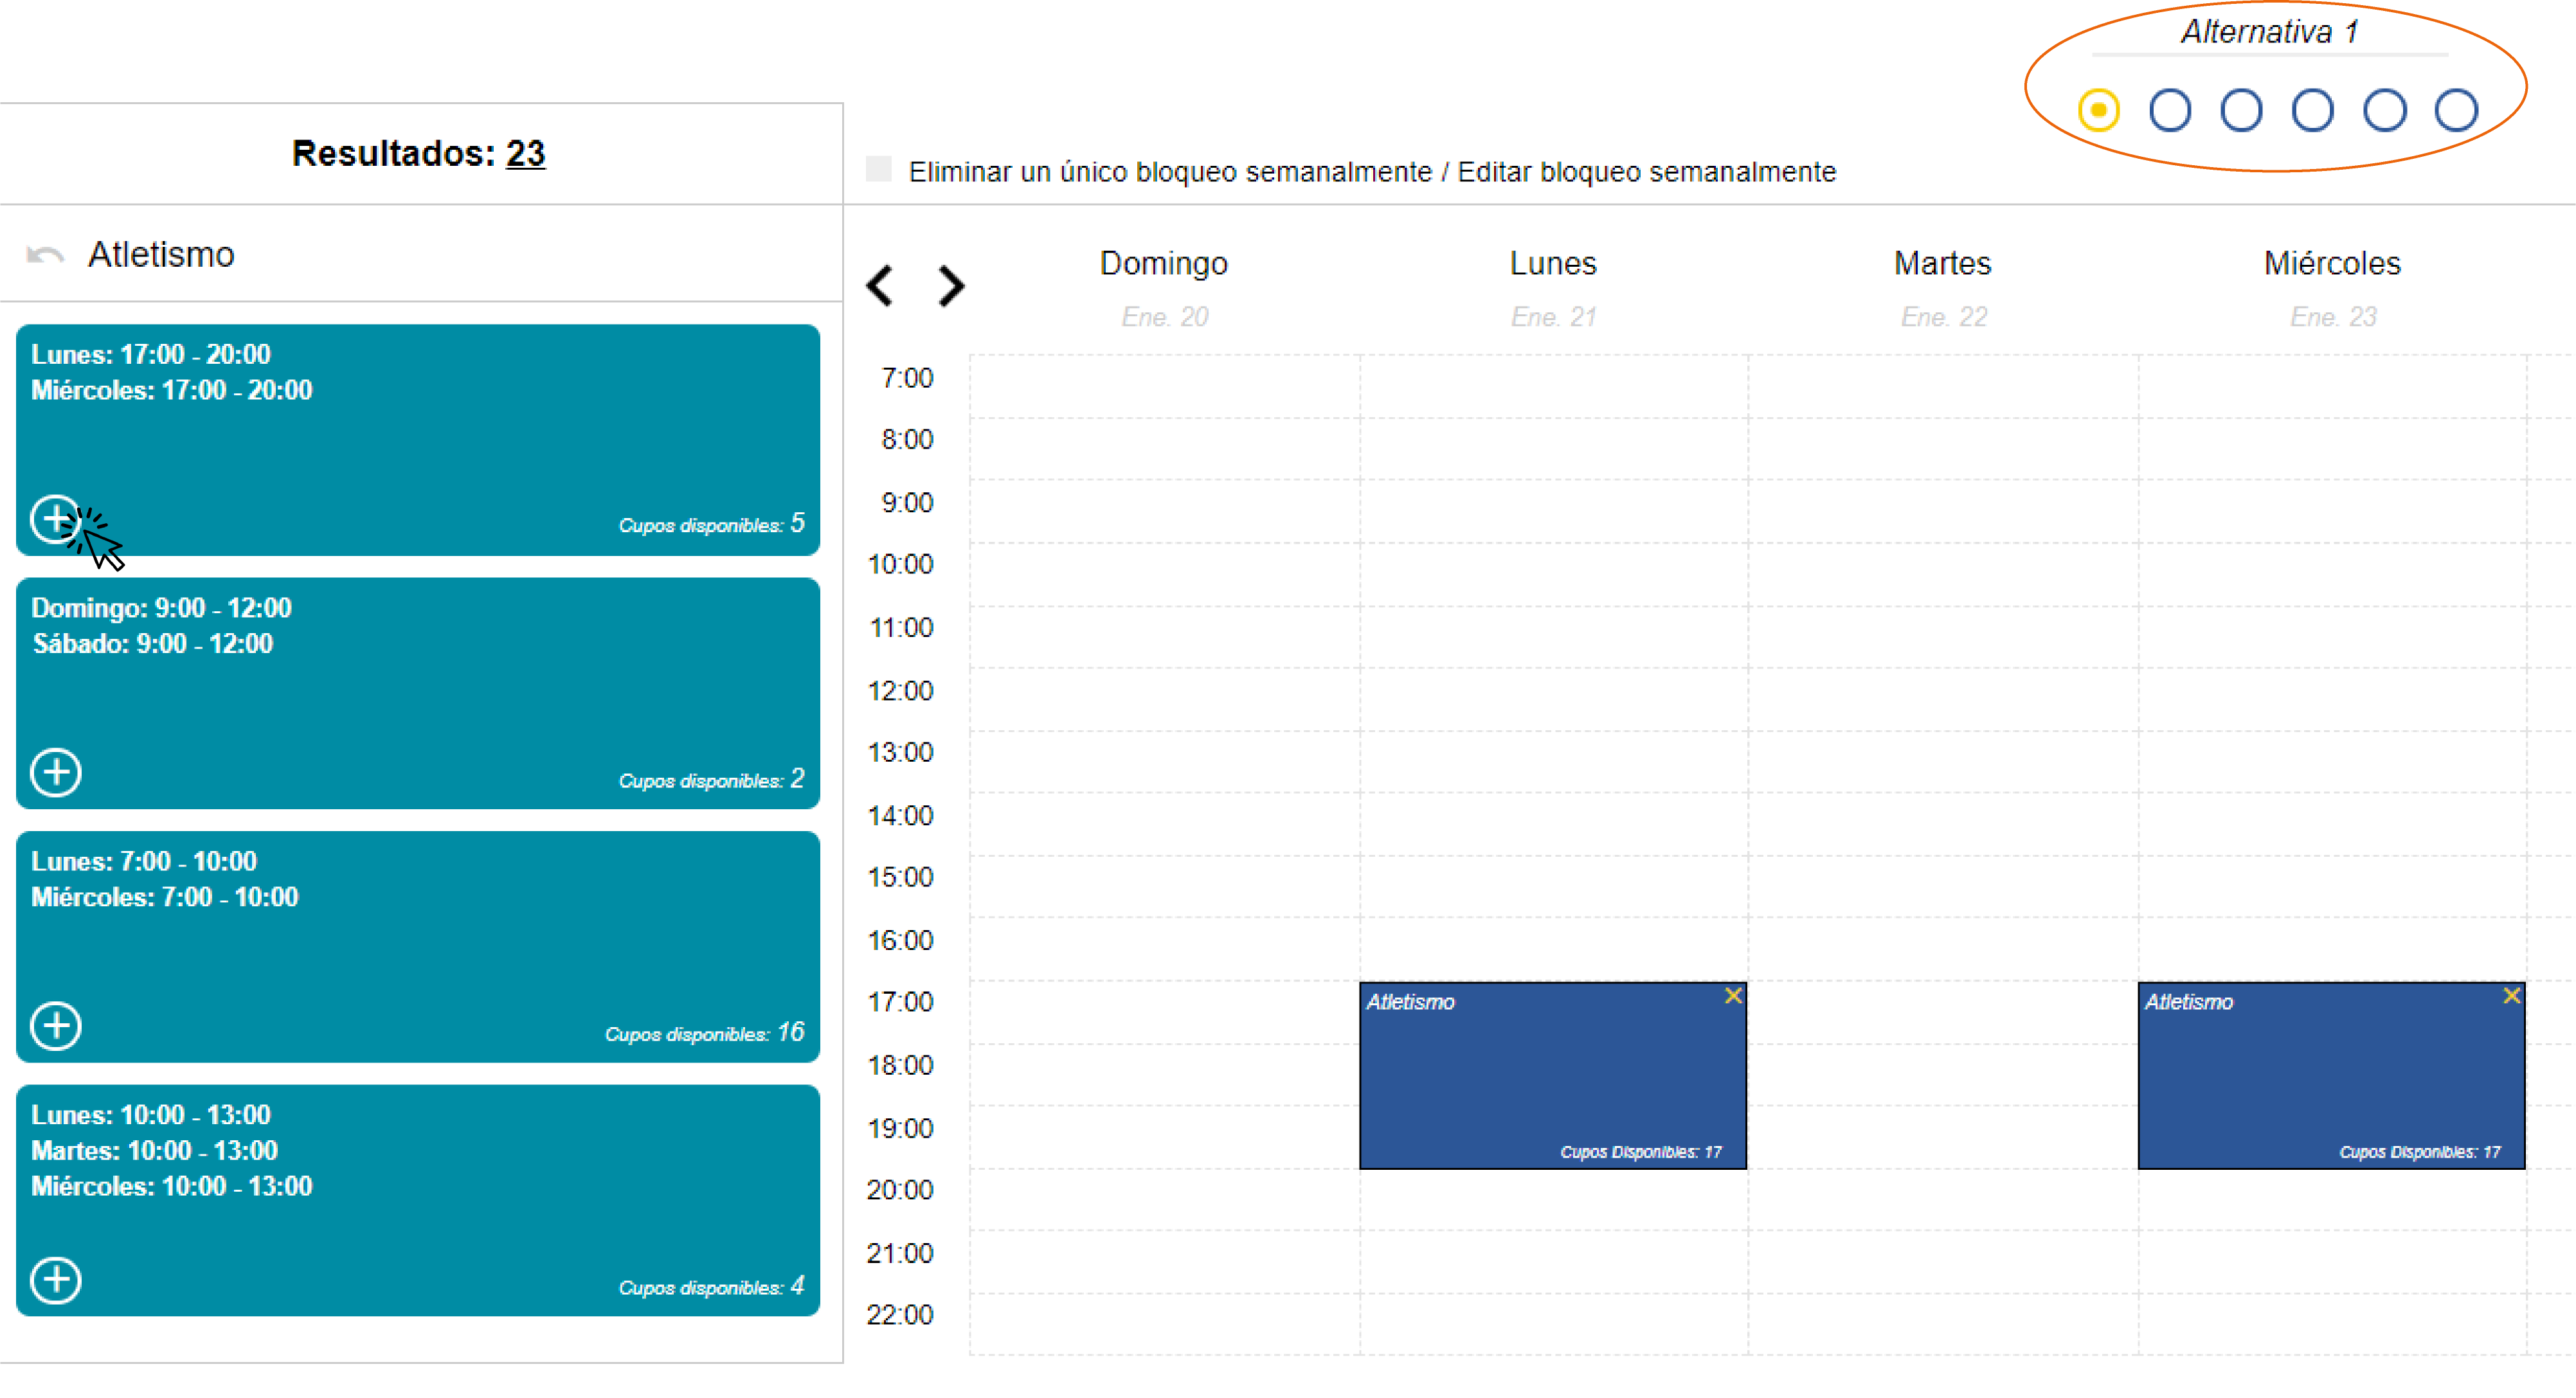 Alternativa 1
Resultados: 23
Eliminar un único bloqueo semanalmente / Editar bloqueo semanalmente
Atletismo
Lunes: 17:00 - 20:00
Miércoles: 17:00 - 20:00
Cupos disponibles: 5
Domingo: 9:00 - 12:00
Sábado: 9:00 - 12:00
Cupos disponibles: 2
Lunes: 7:00 - 10:00
Miércoles: 7:00 - 10:00
Cupos disponibles: 16
Lunes: 10:00 - 13:00
Martes: 10:00 - 13:00
Miércoles: 10:00 - 13:00
Cupos disponibles: 4
Domingo Lunes Martes Miércoles
Ene. 20 Ene. 21 Ene. 22 Ene. 23
7:00
8:00
9:00
10:00
11:00
12:00
13:00
14:00
15:00
16:00
17:00
18:00
19:00
20:00
21:00
22:00
Atletismo
Cupos Disponibles: 17
Atletismo
Cupos Disponibles: 17